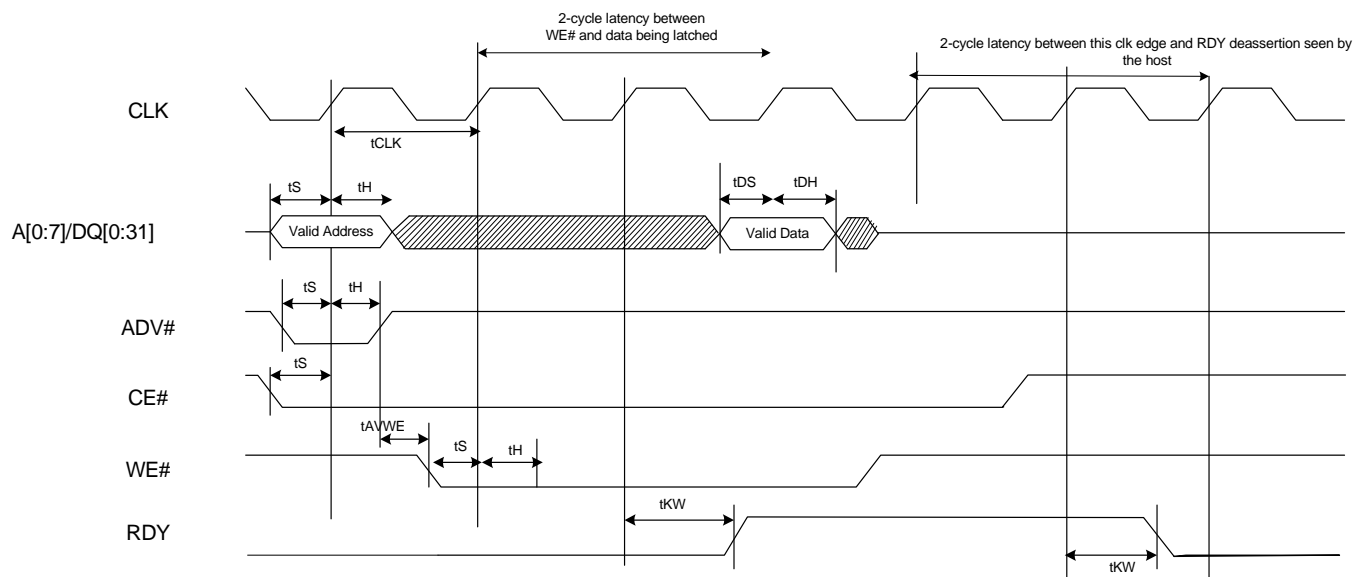 2-cycle latency between
WE# and data being latched
2-cycle latency between this clk edge and RDY deassertion seen by
the host
CLK
tCLK
tS
tH
tDS
tDH
A[0:7]/DQ[0:31]
Valid Address
Valid Data
tS
tH
ADV#
tS
CE#
tAVWE
tS
tH
WE#
tKW
RDY
tKW